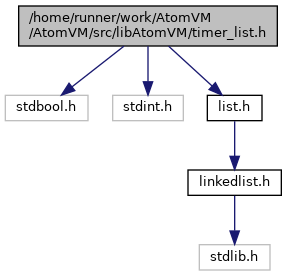 /home/runner/work/AtomVM
/AtomVM/src/libAtomVM/timer_list.h
stdbool.h
stdint.h
list.h
linkedlist.h
stdlib.h